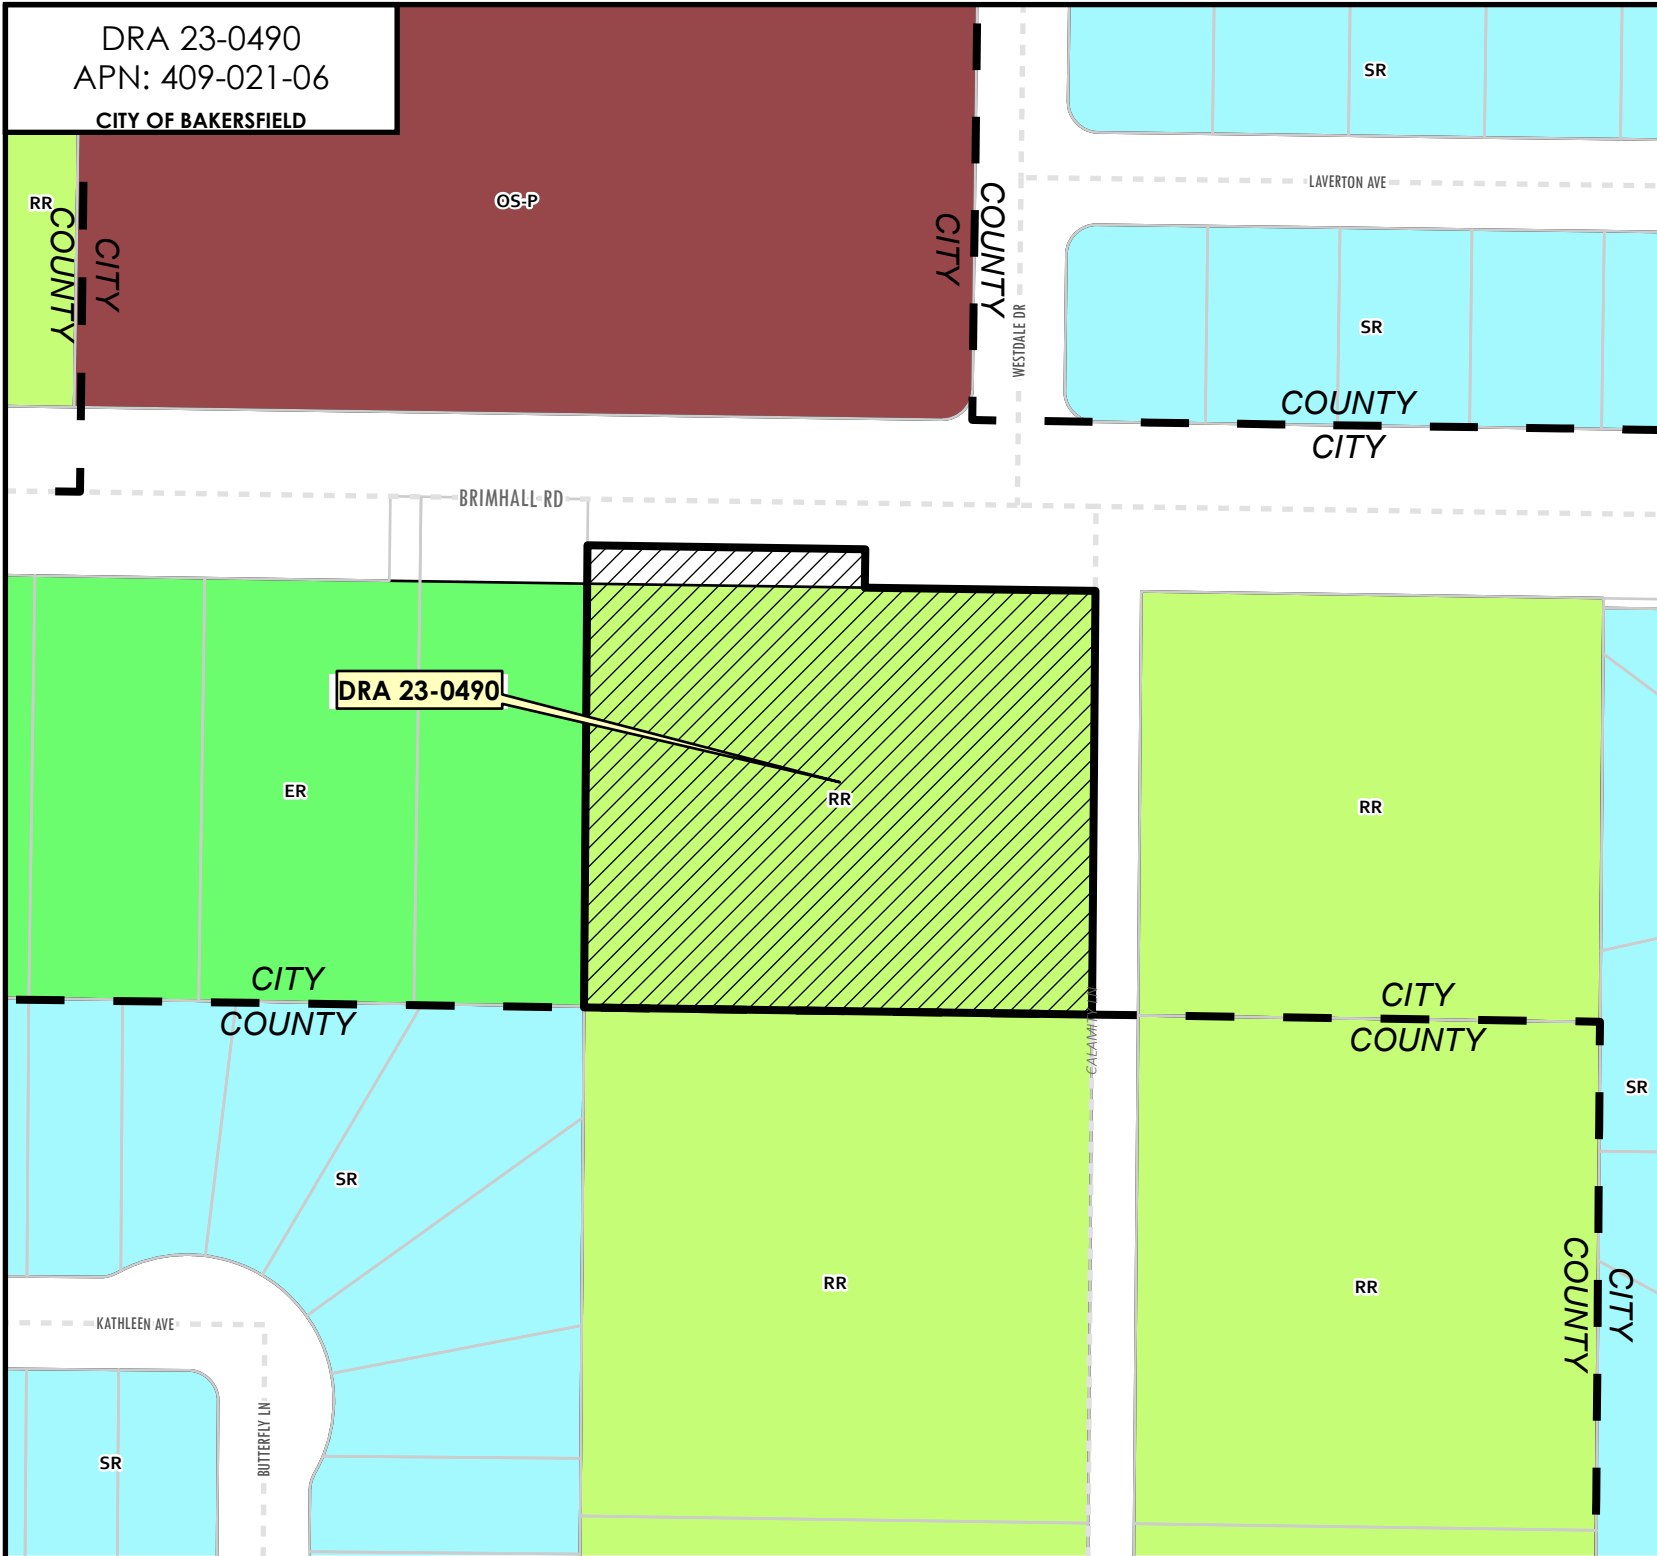 DRA 23-0490
APN: 409-021-06
CITY OF BAKERSFIELD
SR
RR
OS-P
LAVERTON AVE
COUNTY
CITY
CITY
COUNTY
WESTDALE DR
SR
COUNTY
CITY
BRIMHALL RD
DRA 23-0490
ER
RR
RR
CITY
COUNTY
CITY
COUNTY
CALAMITY LN
SR
SR
RR
RR
COUNTY
CITY
KATHLEEN AVE
BUTTERFLY LN
SR